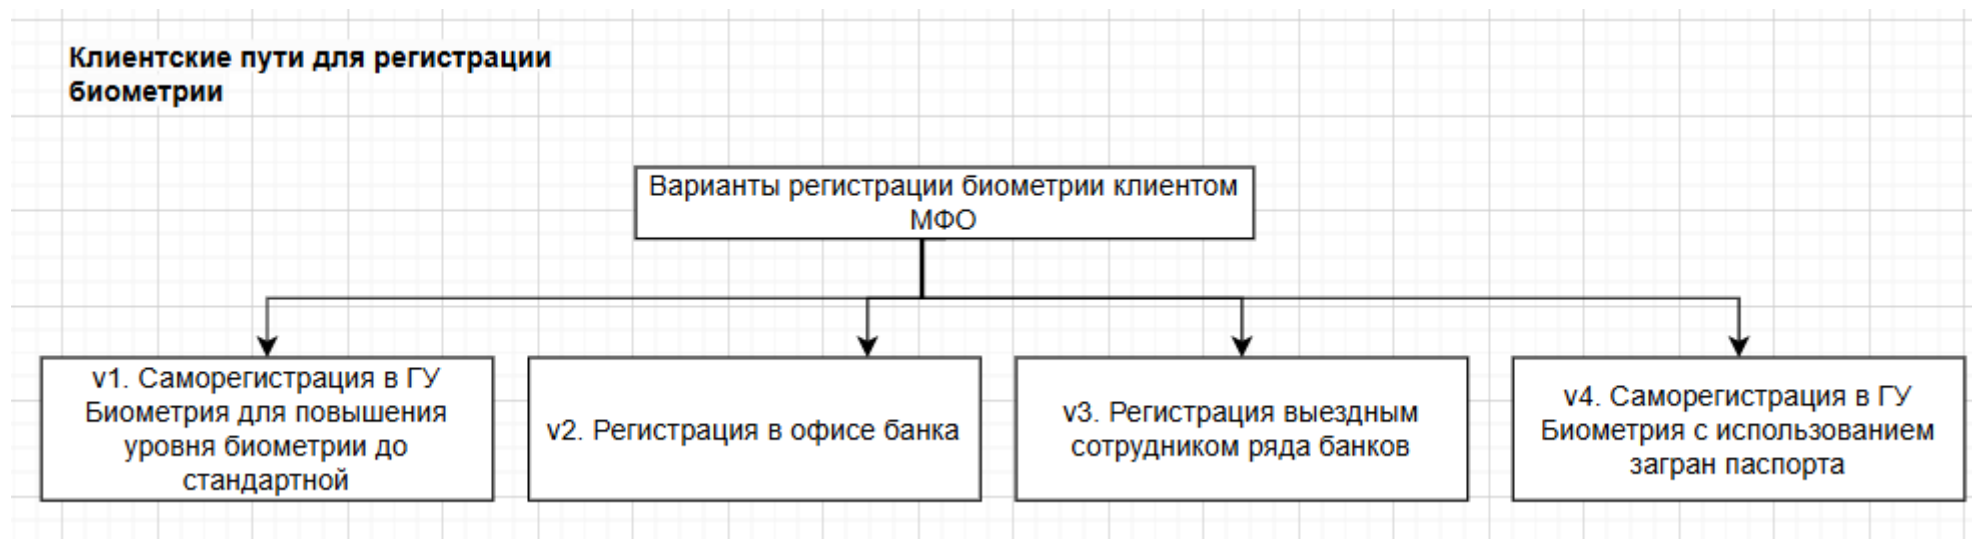 Клиентские пути для регистрации
биометрии
Варианты регистрации биометрии клиентом
МФО
v1. Саморегистрация в ГУ
Биометрия для повышения
уровня биометрии до
стандартной
v2. Регистрация в офисе банка
v3. Регистрация выездным
сотрудником ряда банков
v4. Саморегистрация в ГУ
Биометрия с использованием
загран паспорта